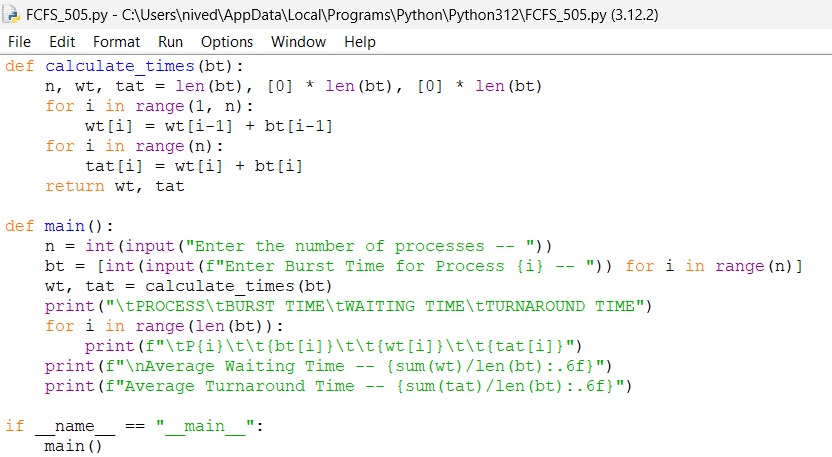 FCFS_505.py - C:\Users\nived\AppData\Local\Programs\Python\Python312\FCFS_505.py (3.12.2)
File Edit Format Run Options Window Help
def calculate_times(bt):
    n, wt, tat = len(bt), [0] * len(bt), [0] * len(bt)
    for i in range(1, n):
        wt[i] = wt[i-1] + bt[i-1]
    for i in range(n):
        tat[i] = wt[i] + bt[i]
    return wt, tat

def main():
    n = int(input("Enter the number of processes -- "))
    bt = [int(input(f"Enter Burst Time for Process {i} -- ")) for i in range(n)]
    wt, tat = calculate_times(bt)
    print("\tPROCESS\tBURST TIME\tWAITING TIME\tTURNAROUND TIME")
    for i in range(len(bt)):
        print(f"\tP{i}\t\t{bt[i]}\t\t{wt[i]}\t\t{tat[i]}")
    print(f"\nAverage Waiting Time -- {sum(wt)/len(bt):.6f}")
    print(f"Average Turnaround Time -- {sum(tat)/len(bt):.6f}")

if __name__ == "__main__":
    main()